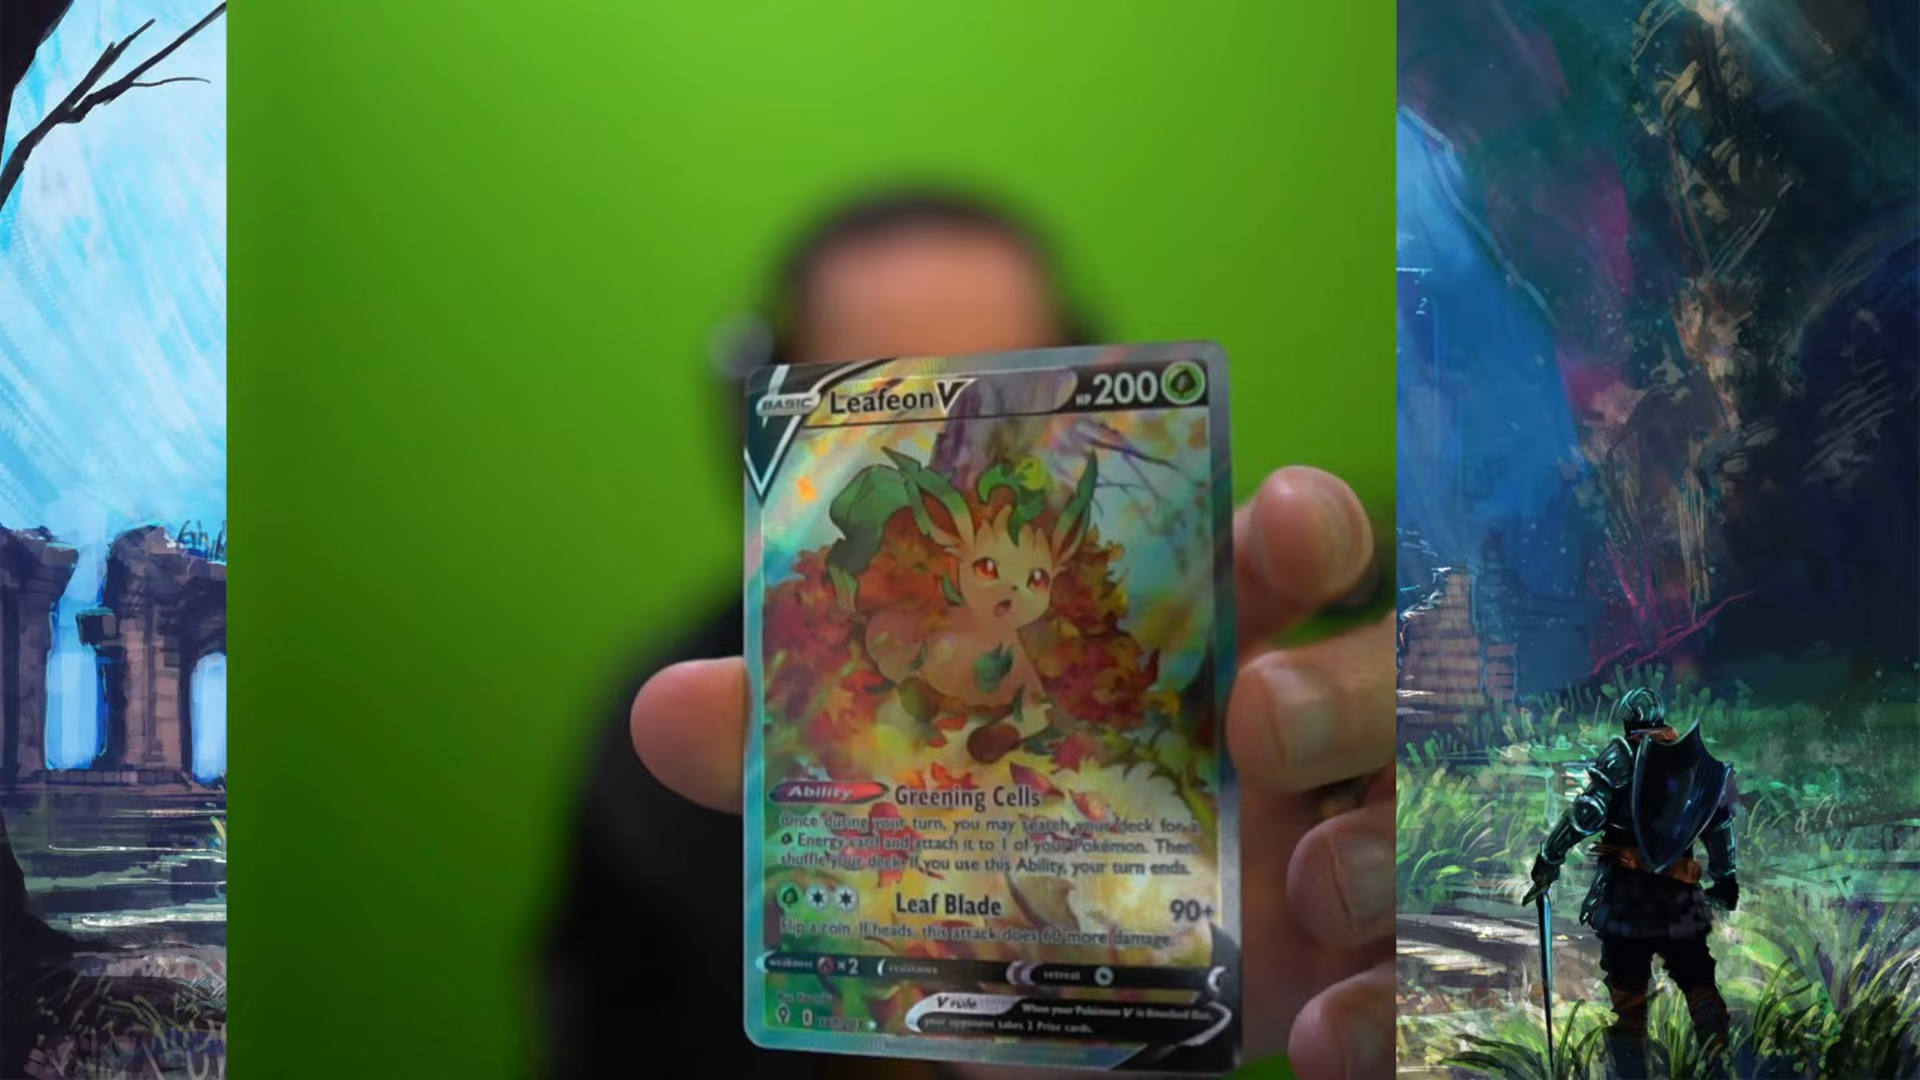 BASIC Leafeon V HP 200
Ability Greening Cells
Once during your turn, you may search your deck for a
Energy card and attach it to 1 of your Pokémon. Then
shuffle your deck. If you use this Ability, your turn ends.
Leaf Blade 90+
Flip a coin. If heads, this attack does 60 more damage.
weakness ×2 resistance retreat
V rule When your Pokémon V is Knocked Out,
your opponent takes 2 Prize cards.